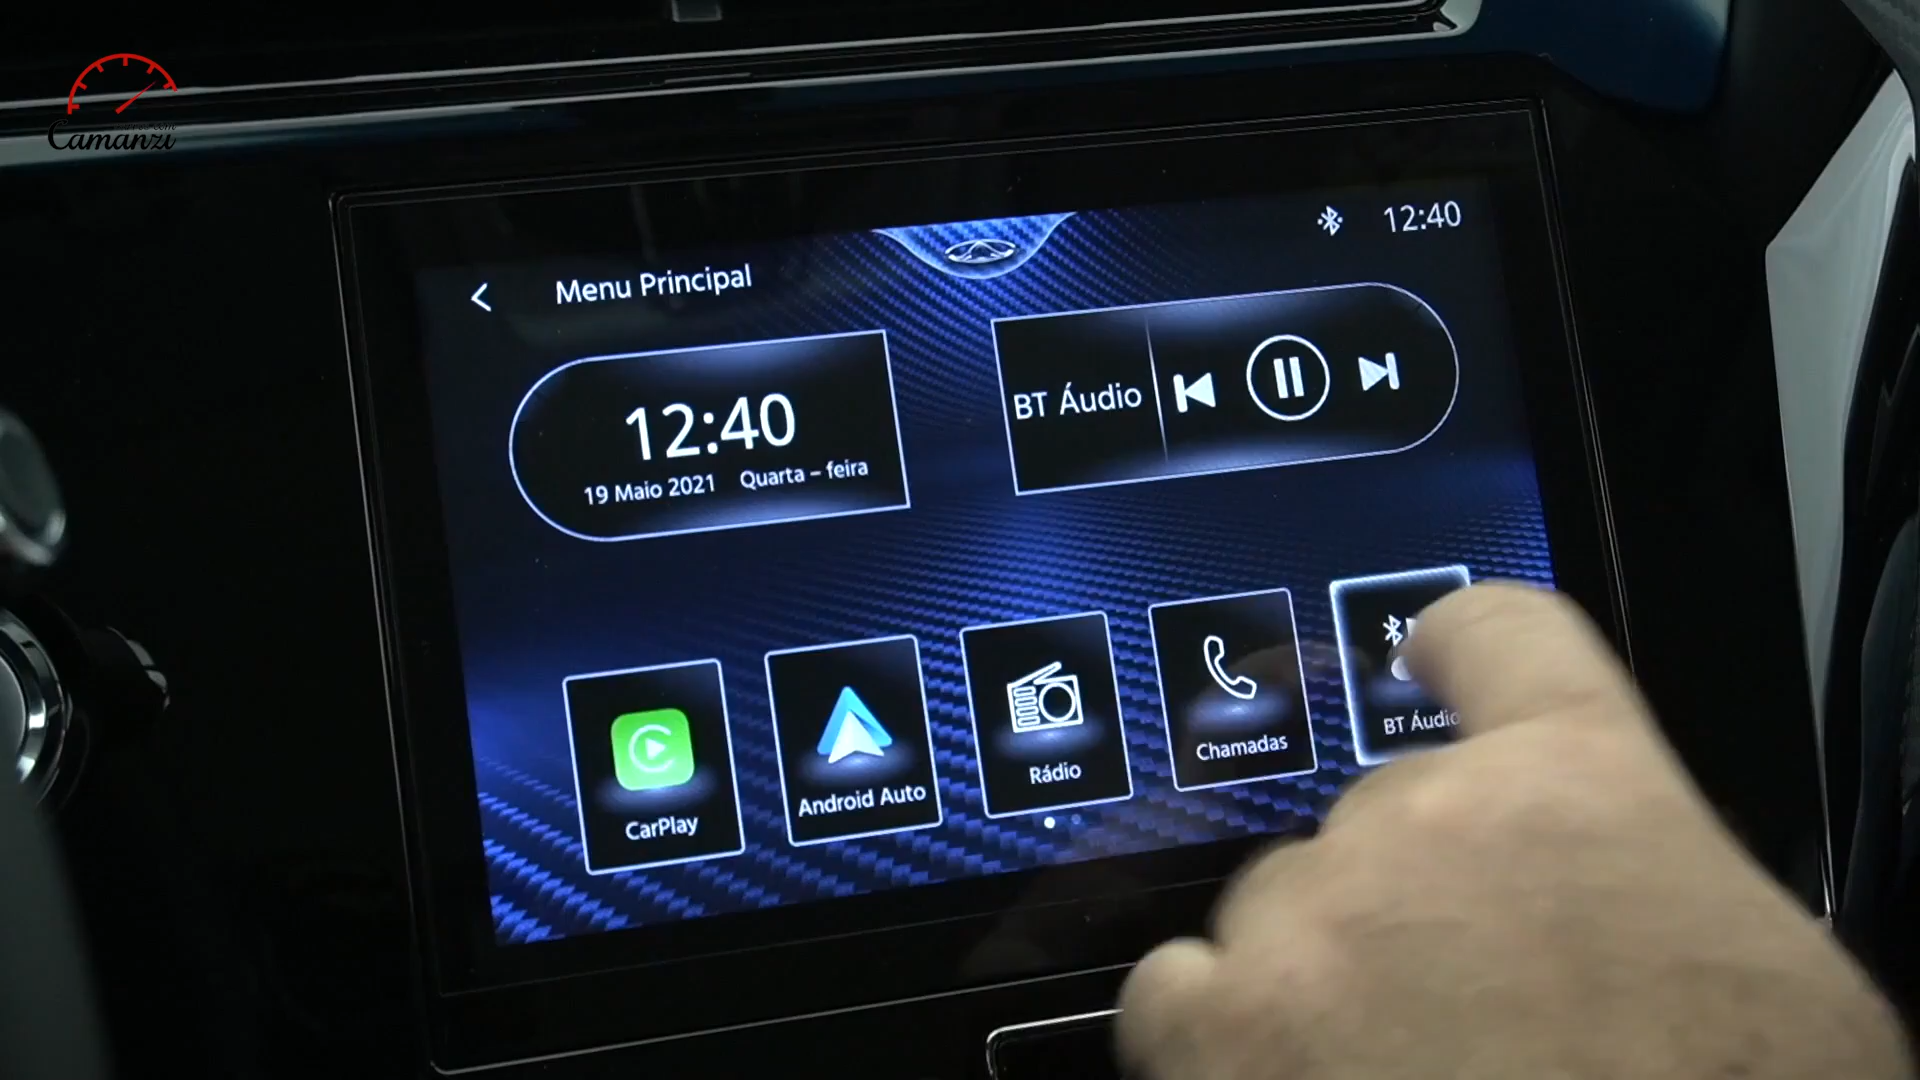 Camanzi
12:40
Menu Principal
12:40
19 Maio 2021 Quarta – feira
BT Áudio
CarPlay
Android Auto
Rádio
Chamadas
BT Áudio